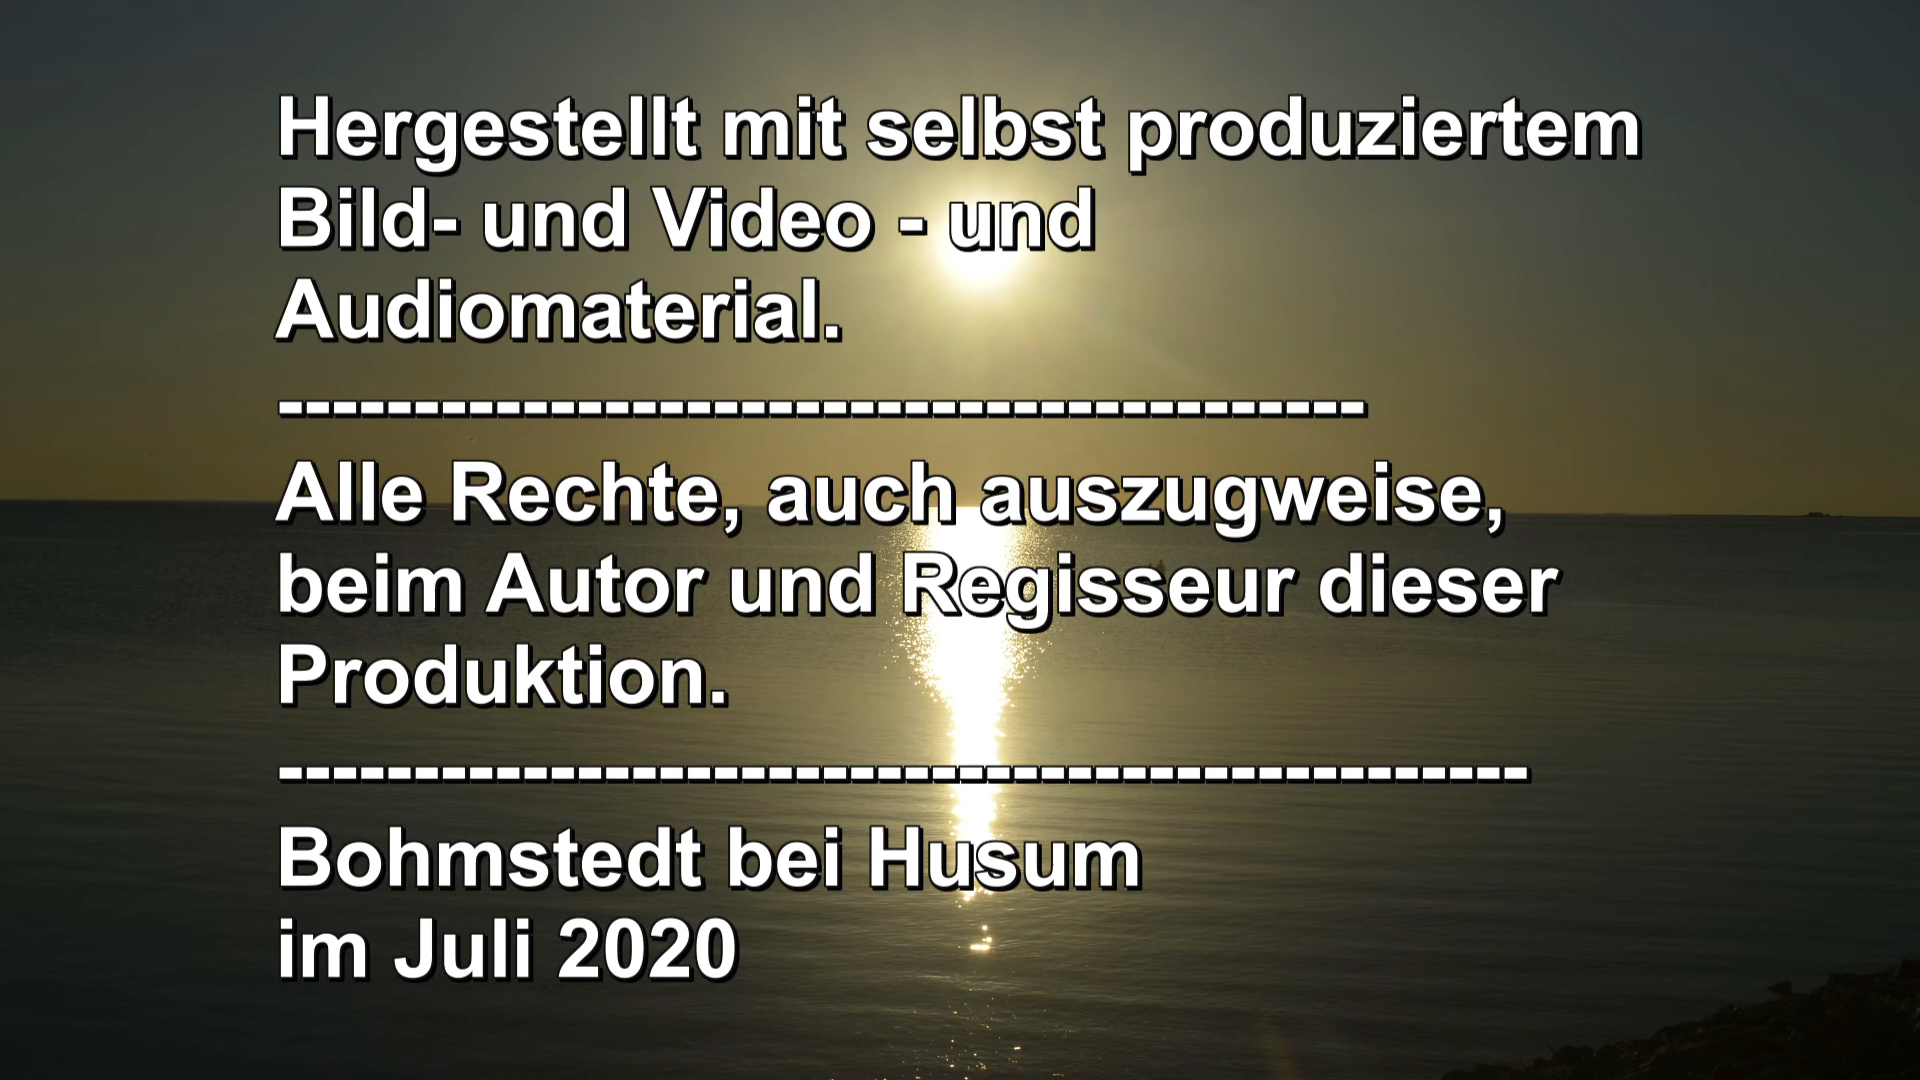 Hergestellt mit selbst produziertem
Bild- und Video - und
Audiomaterial.
----------------------------------------
Alle Rechte, auch auszugweise,
beim Autor und Regisseur dieser
Produktion.
----------------------------------------------
Bohmstedt bei Husum
im Juli 2020